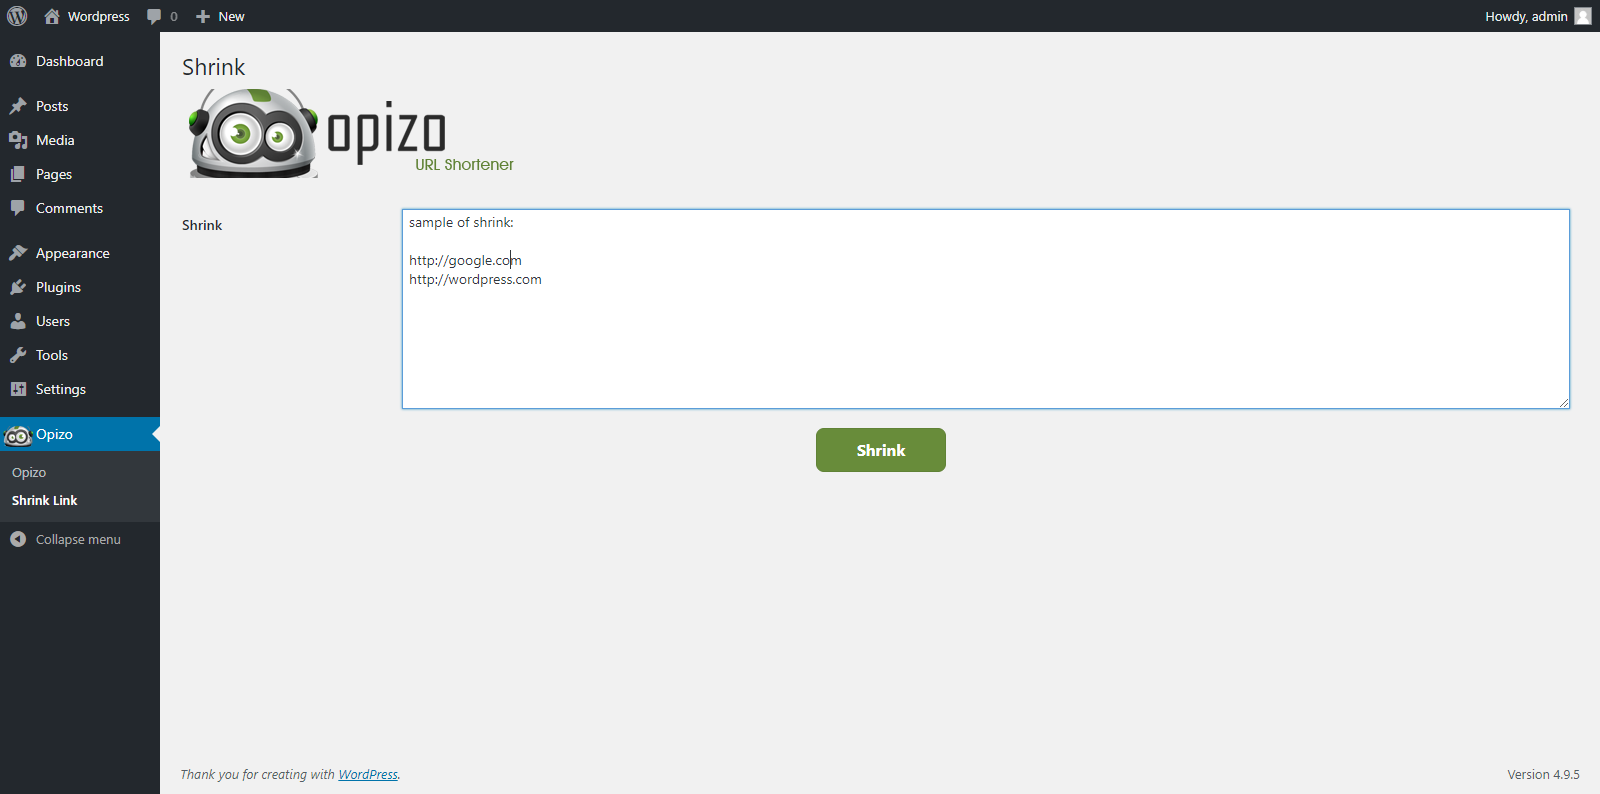 Wordpress
0
New
Howdy, admin
Dashboard
Posts
Media
Pages
Comments
Appearance
Plugins
Users
Tools
Settings
Opizo
Opizo
Shrink Link
Collapse menu
Shrink
opizo
URL Shortener
Shrink
sample of shrink:
http://google.com
http://wordpress.com
Shrink
Thank you for creating with WordPress.
Version 4.9.5